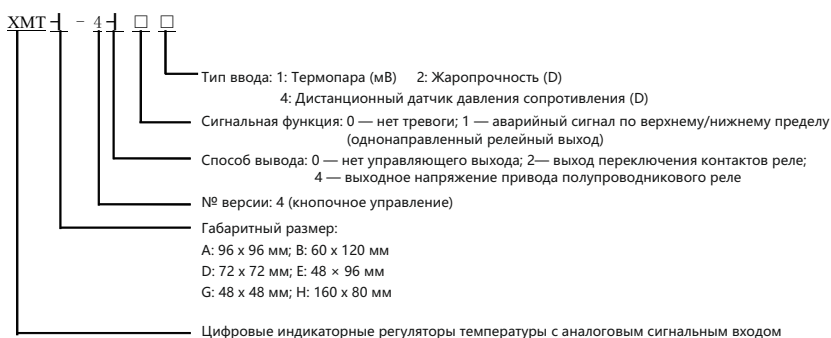 XMT□ - 4□ □ □
Тип ввода: 1: Термопара (мВ) 2: Жаропрочность (D)
4: Дистанционный датчик давления сопротивления (D)
Сигнальная функция: 0 — нет тревоги; 1 — аварийный сигнал по верхнему/нижнему пределу
(однонаправленный релейный выход)
Способ вывода: 0 — нет управляющего выхода; 2— выход переключения контактов реле;
4 — выходное напряжение привода полупроводникового реле
№ версии: 4 (кнопочное управление)
Габаритный размер:
A: 96 x 96 мм; B: 60 x 120 мм
D: 72 x 72 мм; E: 48 × 96 мм
G: 48 x 48 мм; H: 160 x 80 мм
Цифровые индикаторные регуляторы температуры с аналоговым сигнальным входом